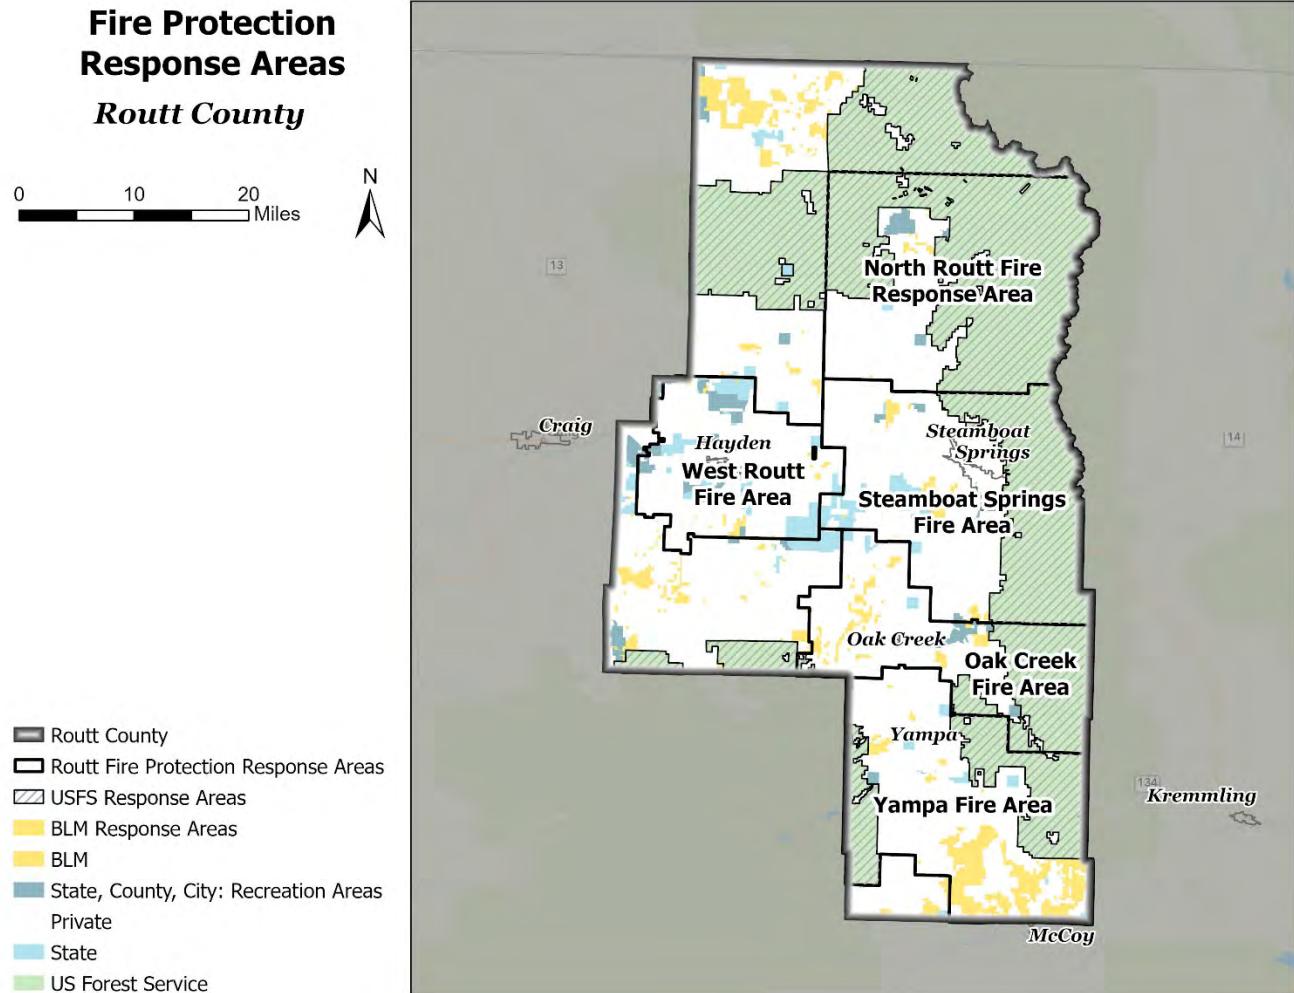 Fire Protection
Response Areas
Routt County
0 10 20
Miles
N
13
14
134
North Routt Fire
Response Area
Craig
Hayden
West Routt
Fire Area
Steamboat
Springs
Steamboat Springs
Fire Area
Oak Creek
Oak Creek
Fire Area
Yampa
Yampa Fire Area
Kremmling
McCoy
Routt County
Routt Fire Protection Response Areas
USFS Response Areas
BLM Response Areas
BLM
State, County, City: Recreation Areas
Private
State
US Forest Service